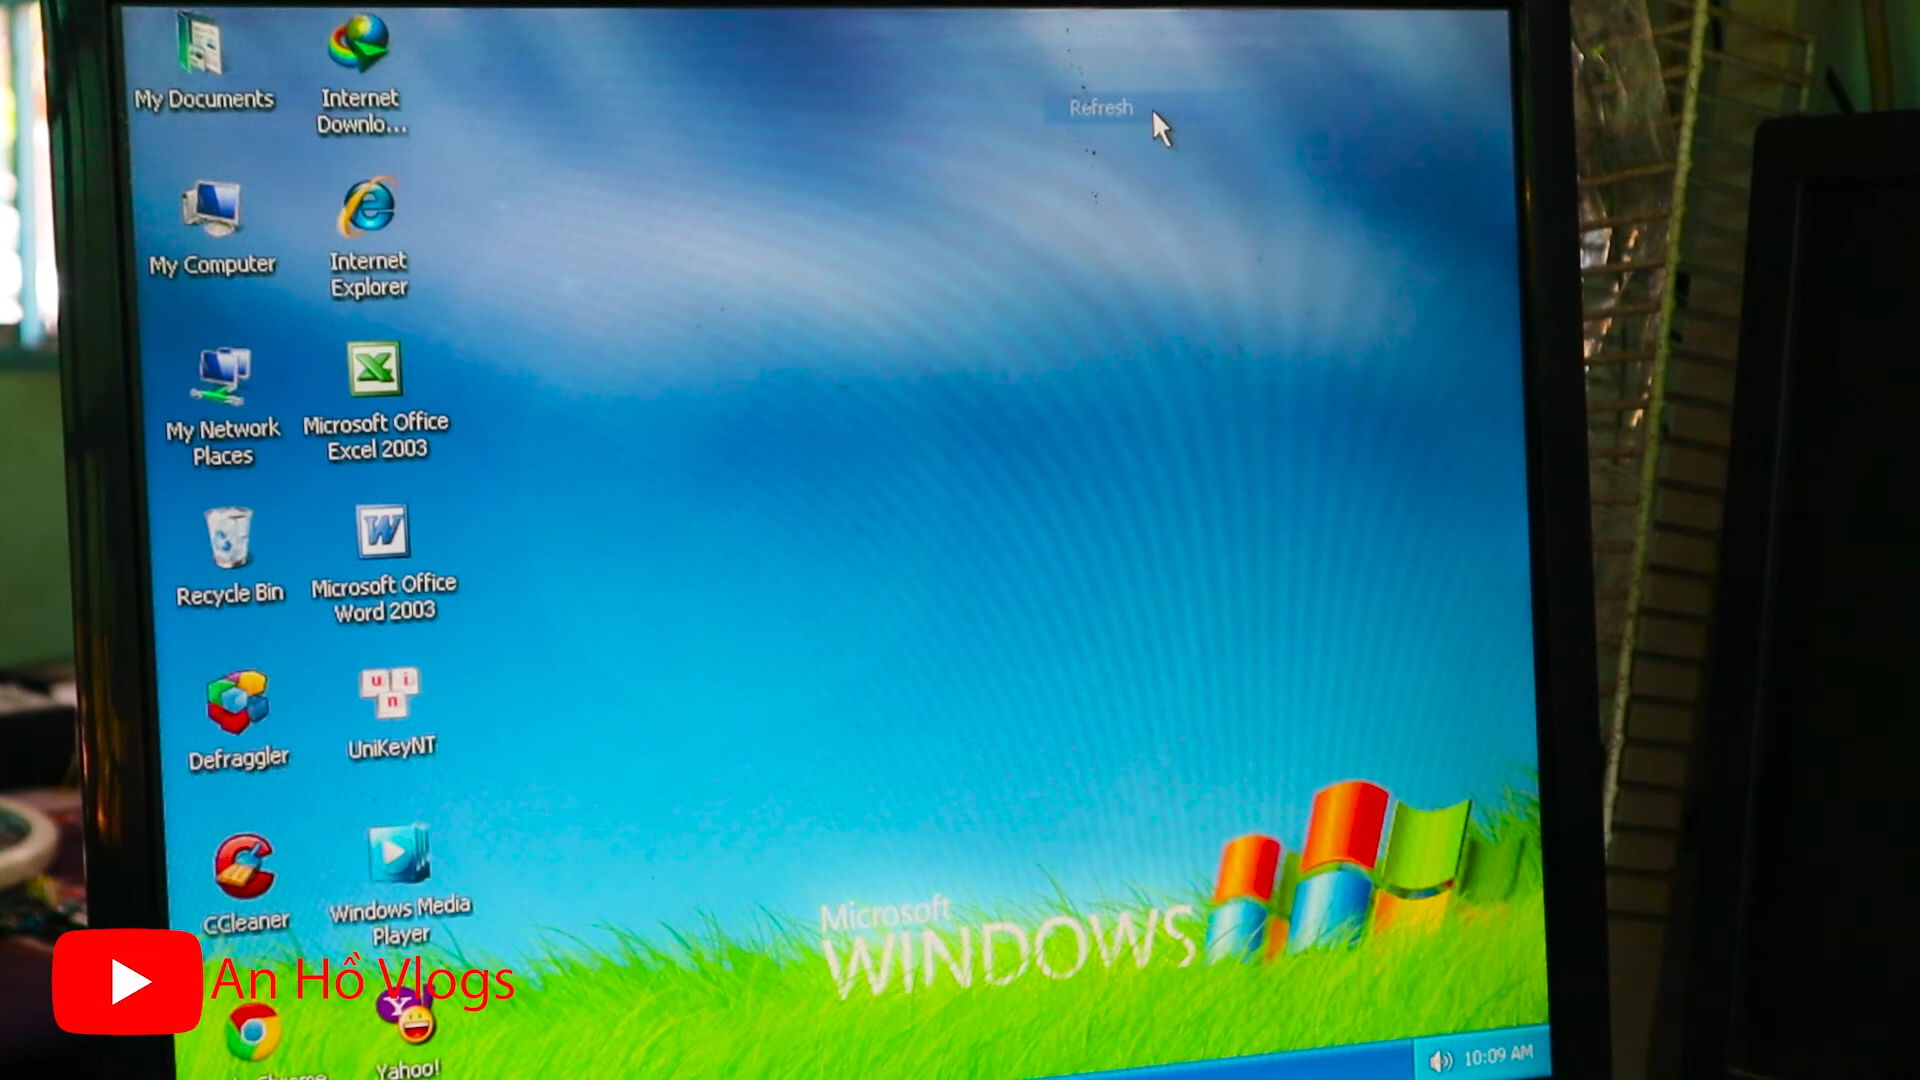 My Documents
Internet
Downlo...
Refresh
My Computer
Internet
Explorer
My Network
Places
Microsoft Office
Excel 2003
Recycle Bin
Microsoft Office
Word 2003
Defraggler
u i
n
UniKeyNT
CCleaner
Windows Media
Player
Microsoft
WINDOWS
An Hồ Vlogs
Yahoo!
10:09 AM